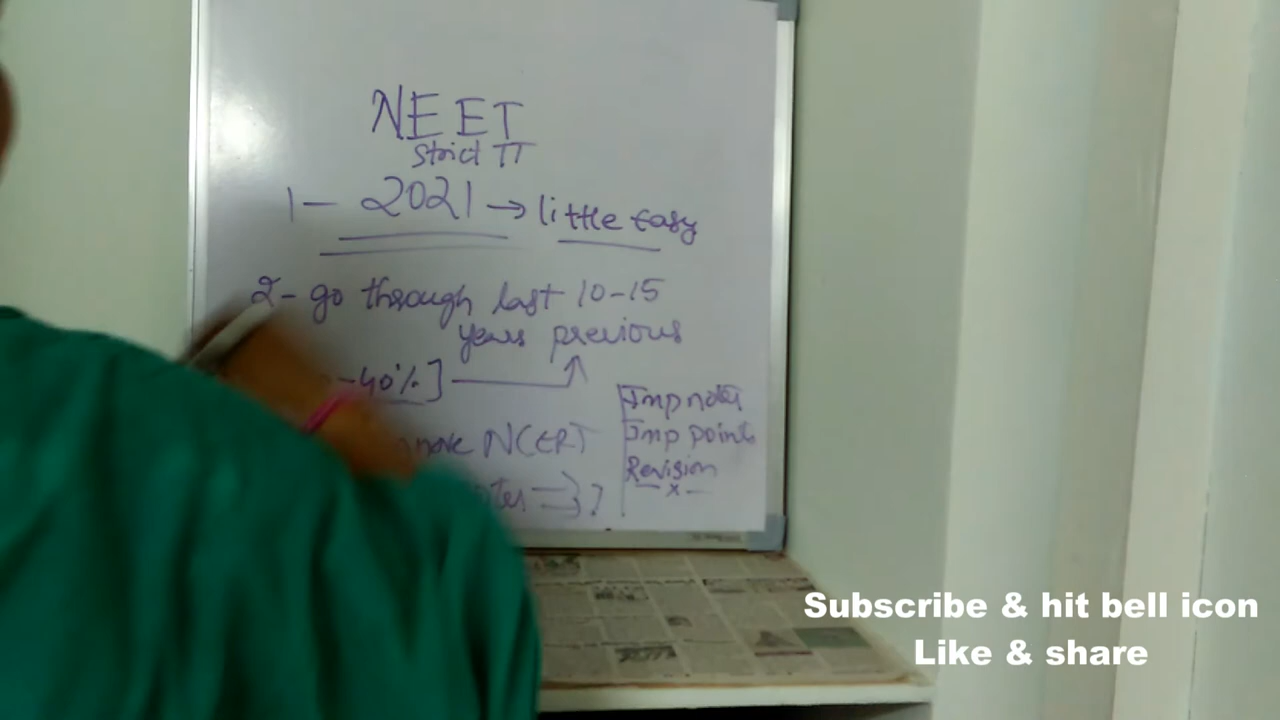 NEET
Strict TT
1 — 2021 → little easy
2 - go through last 10-15
years previous
-40%]
NCERT
Imp notes
Imp points
Revision
— x —
Subscribe & hit bell icon
Like & share